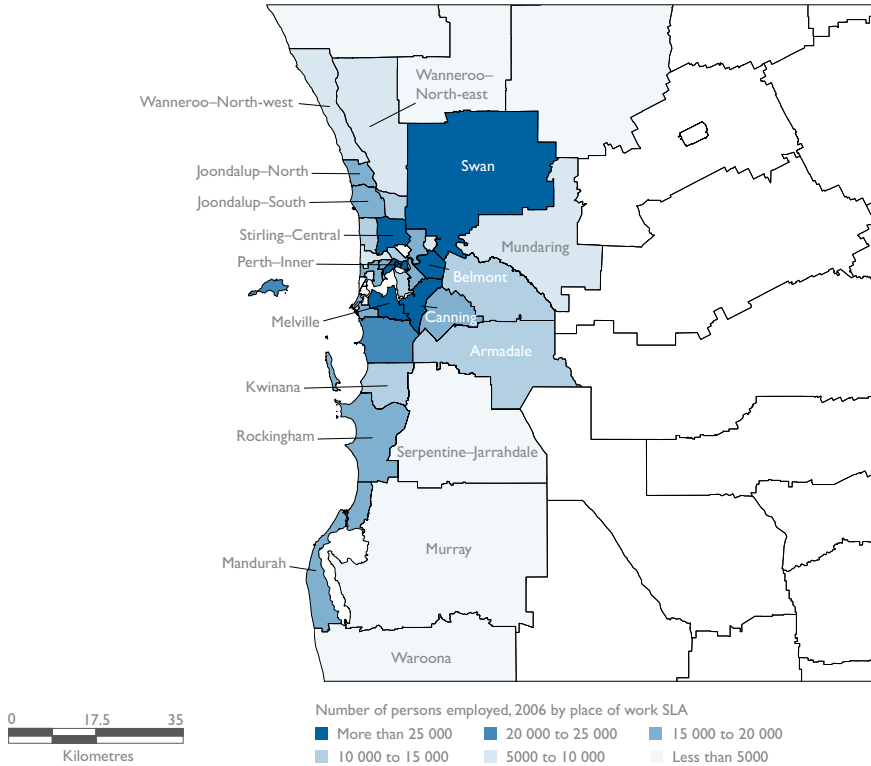 Wanneroo–
North-east
Wanneroo–North-west
Swan
Joondalup–North
Joondalup–South
Stirling–Central
Mundaring
Perth–Inner
Belmont
Canning
Melville
Armadale
Kwinana
Rockingham
Serpentine–Jarrahdale
Murray
Mandurah
Waroona
0 17.5 35
Kilometres
Number of persons employed, 2006 by place of work SLA
More than 25 000 20 000 to 25 000 15 000 to 20 000
10 000 to 15 000 5000 to 10 000 Less than 5000